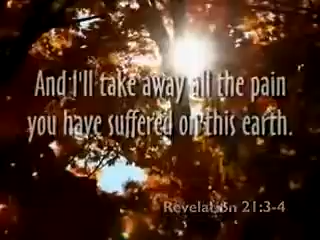 And I'll take away all the pain
you have suffered on this earth.
Revelation 21:3-4